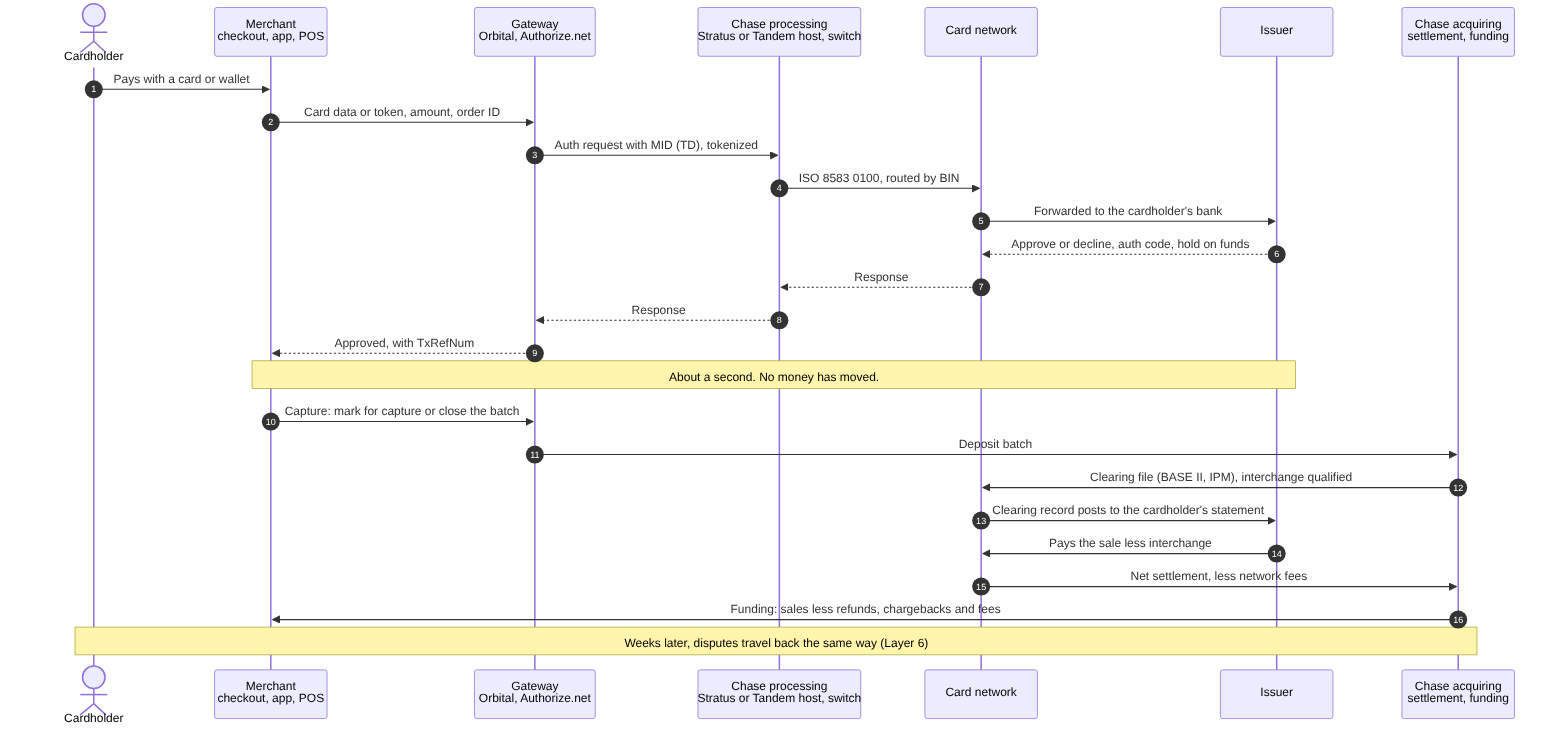 Cardholder
Merchant
checkout, app, POS
Gateway
Orbital, Authorize.net
Chase processing
Stratus or Tandem host, switch
Card network
Issuer
Chase acquiring
settlement, funding
1
Pays with a card or wallet
2
Card data or token, amount, order ID
3
Auth request with MID (TD), tokenized
4
ISO 8583 0100, routed by BIN
5
Forwarded to the cardholder's bank
Approve or decline, auth code, hold on funds
6
Response
7
Response
8
Approved, with TxRefNum
9
About a second. No money has moved.
10
Capture: mark for capture or close the batch
11
Deposit batch
Clearing file (BASE II, IPM), interchange qualified
12
13
Clearing record posts to the cardholder's statement
Pays the sale less interchange
14
15
Net settlement, less network fees
Funding: sales less refunds, chargebacks and fees
16
Weeks later, disputes travel back the same way (Layer 6)
Cardholder
Merchant
checkout, app, POS
Gateway
Orbital, Authorize.net
Chase processing
Stratus or Tandem host, switch
Card network
Issuer
Chase acquiring
settlement, funding